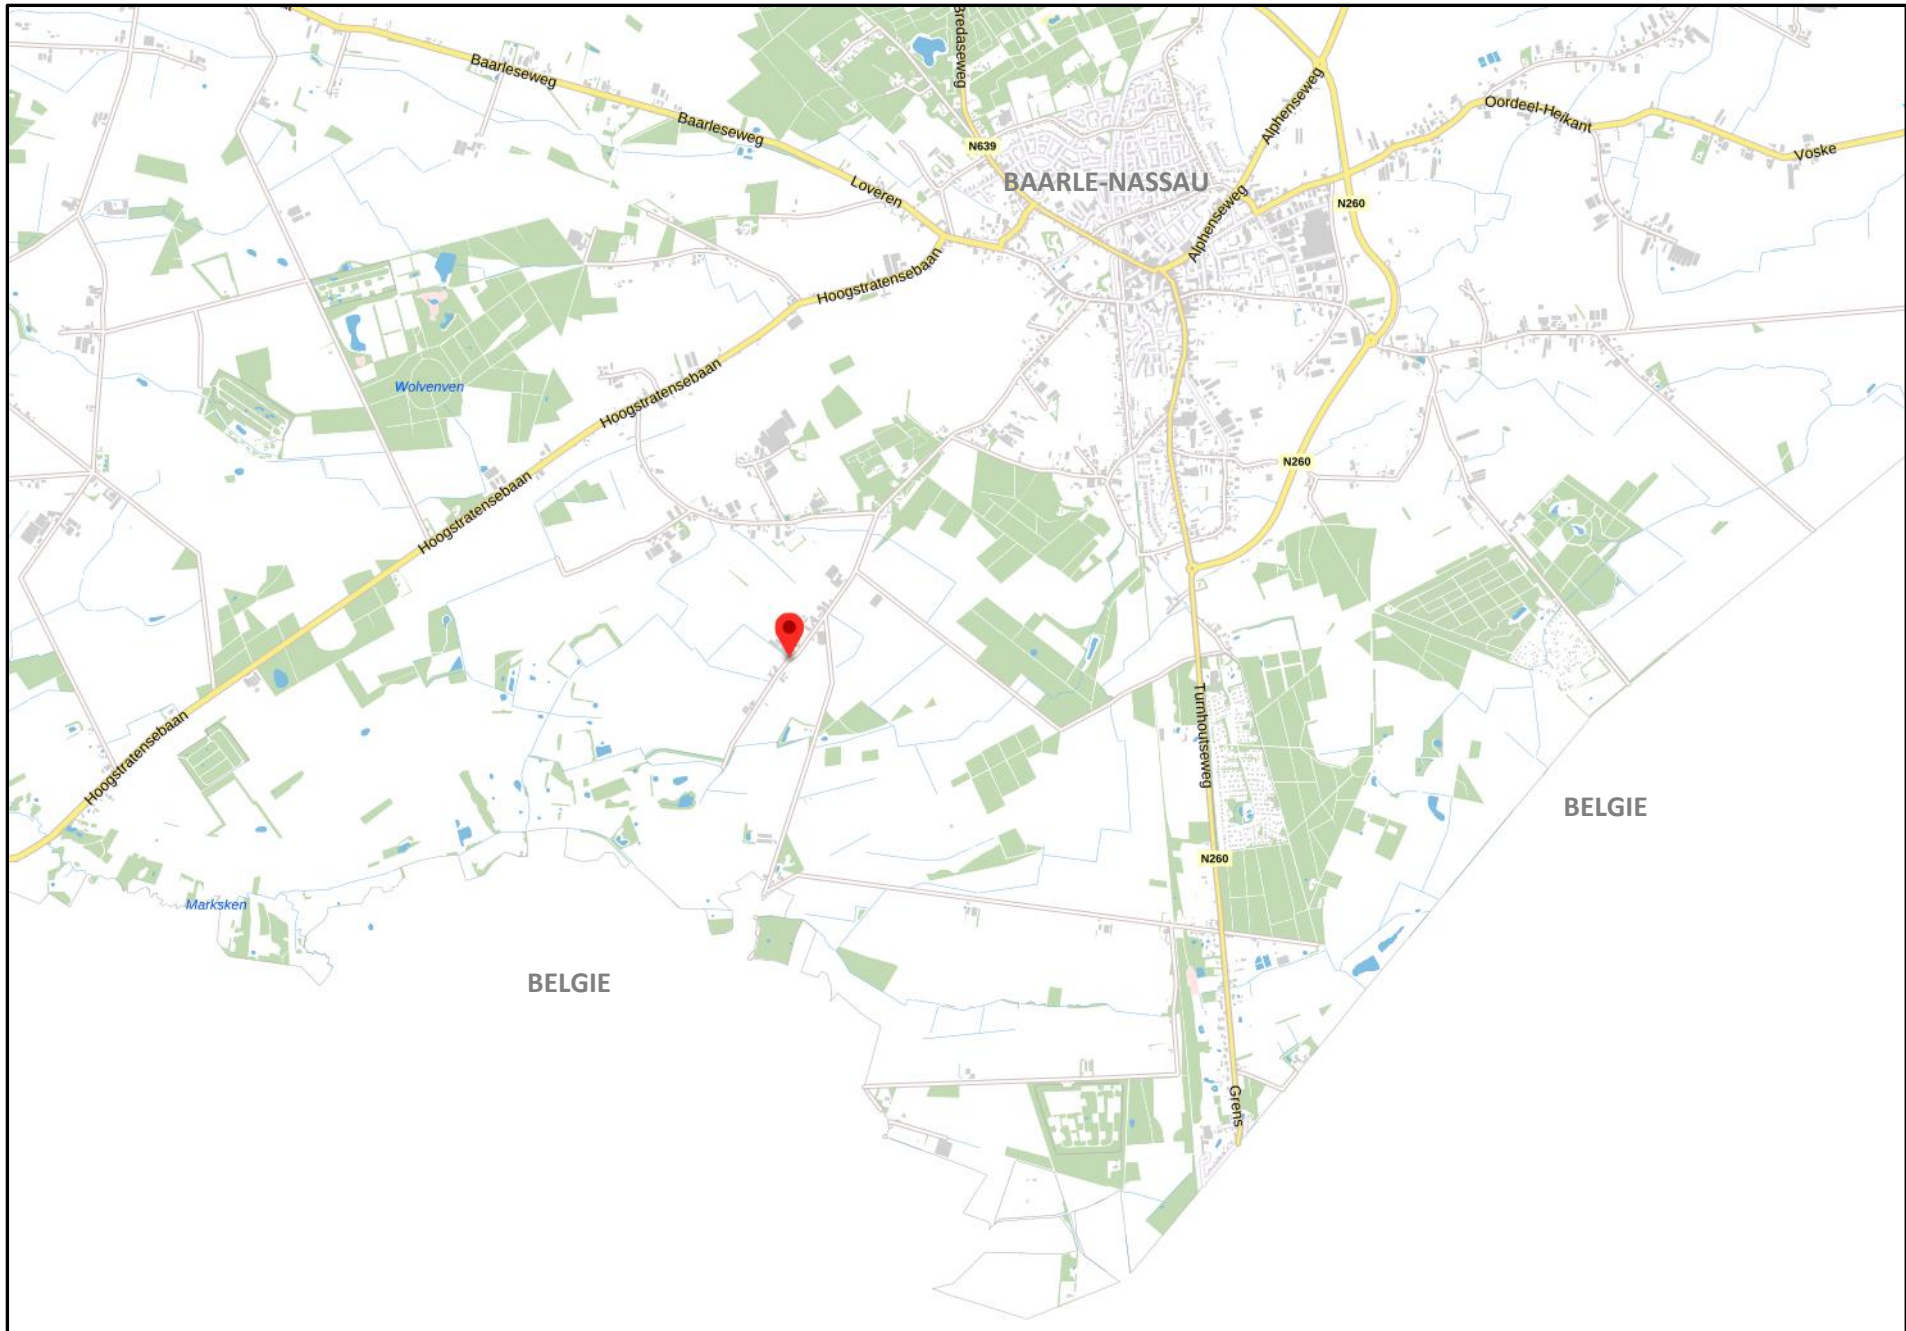 Bredaseweg
Baarleseweg
Baarleseweg
Alphenseweg
Oordeel-Heikant
N639
Voske
BAARLE-NASSAU
Loveren
N260
Alphenseweg
Hoogstratensebaan
Wolvenven
Hoogstratensebaan
N260
Hoogstratensebaan
Turnhoutseweg
Hoogstratensebaan
BELGIE
N260
Marksken
BELGIE
Grens